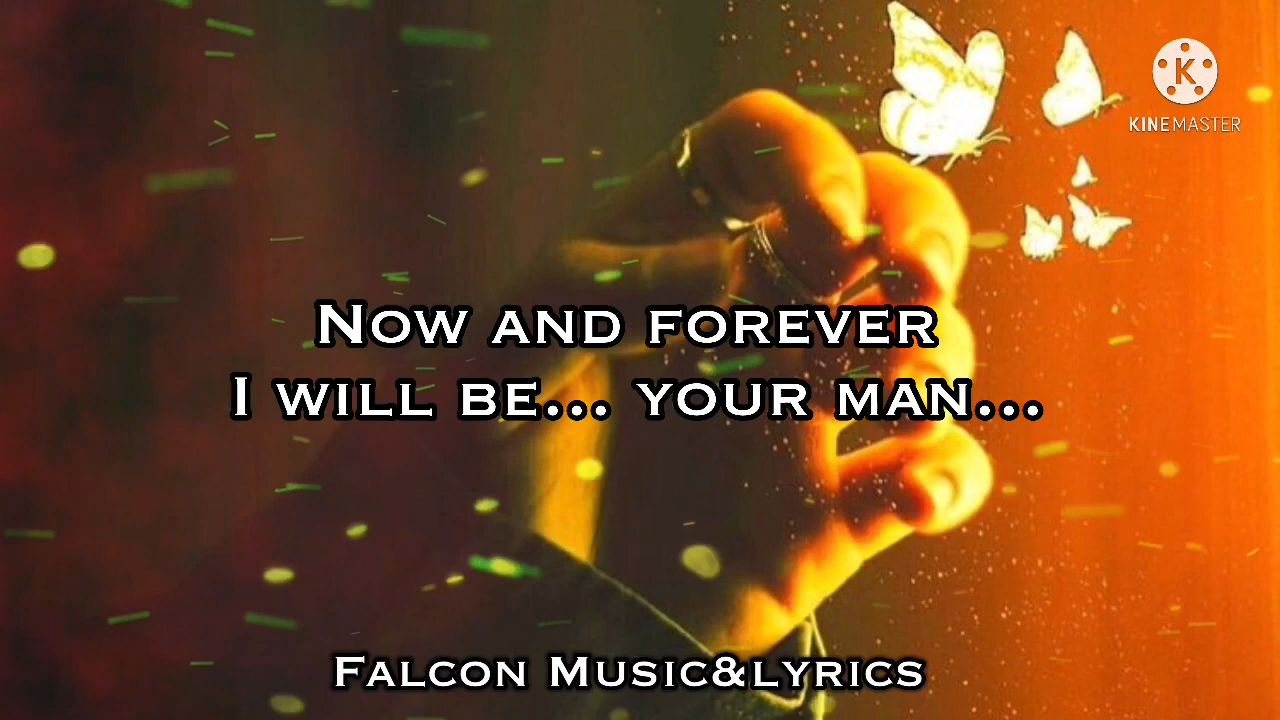 K
KINEMASTER
Now and forever
I will be... your man...
Falcon Music&lyrics